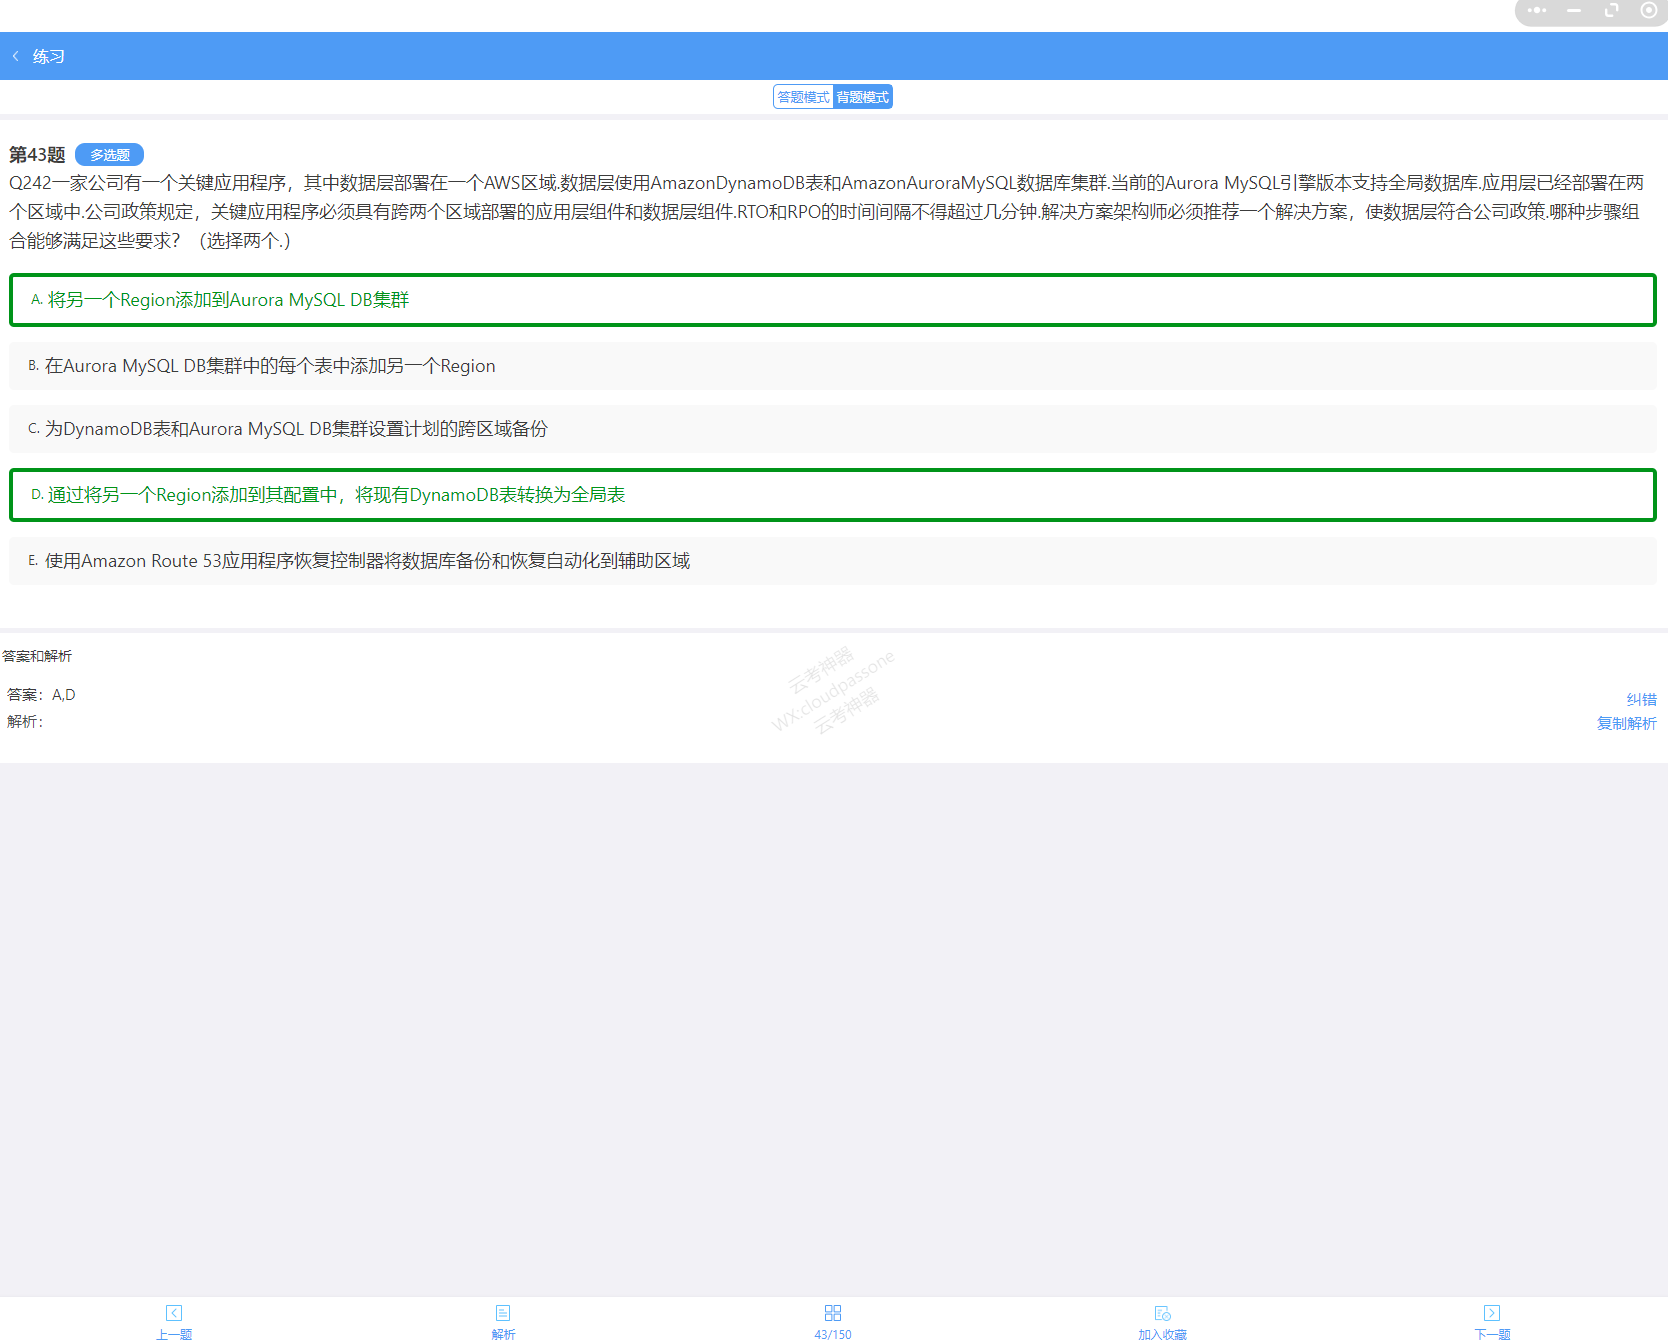 练习
答题模式 背题模式
第43题 多选题
Q242一家公司有一个关键应用程序，其中数据层部署在一个AWS区域.数据层使用AmazonDynamoDB表和AmazonAuroraMySQL数据库集群.当前的Aurora MySQL引擎版本支持全局数据库.应用层已经部署在两
个区域中.公司政策规定，关键应用程序必须具有跨两个区域部署的应用层组件和数据层组件.RTO和RPO的时间间隔不得超过几分钟.解决方案架构师必须推荐一个解决方案，使数据层符合公司政策.哪种步骤组
合能够满足这些要求？（选择两个.）
A. 将另一个Region添加到Aurora MySQL DB集群
B. 在Aurora MySQL DB集群中的每个表中添加另一个Region
C. 为DynamoDB表和Aurora MySQL DB集群设置计划的跨区域备份
D. 通过将另一个Region添加到其配置中，将现有DynamoDB表转换为全局表
E. 使用Amazon Route 53应用程序恢复控制器将数据库备份和恢复自动化到辅助区域
答案和解析
云考神器
WX:cloudpassone
云考神器
答案：A,D
纠错
解析：
复制解析
上一题 解析 43/150 加入收藏 下一题